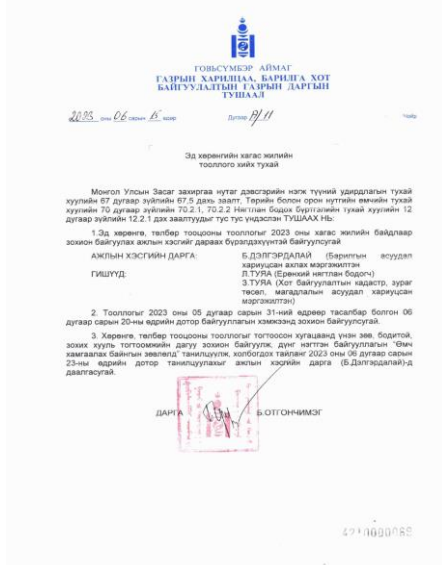 ГОВЬСҮМБЭР АЙМАГ
ГАЗРЫН ХАРИЛЦАА, БАРИЛГА ХОТ
БАЙГУУЛАЛТЫН ГАЗРЫН ДАРГЫН
ТУШААЛ
2023 оны 06 сарын 15 өдөр Дугаар А/11 Чойр
Эд хөрөнгийн хагас жилийн
тооллого хийх тухай
Монгол Улсын Засаг захиргаа нутаг дэвсгэрийн нэгж түүний удирдлагын тухай
хуулийн 67 дугаар зүйлийн 67,5 дахь заалт, Төрийн болон орон нутгийн өмчийн тухай
хуулийн 70 дугаар зүйлийн 70.2.1, 70.2.2 Нягтлан бодох бүртгэлийн тухай хуулийн 12
дугаар зүйлийн 12.2.1 дэх заалтуудыг тус тус үндэслэн ТУШААХ НЬ:
1.Эд хөрөнгө, төлбөр тооцооны тооллогыг 2023 оны хагас жилийн байдлаар
зохион байгуулах ажлын хэсгийг дараах бүрэлдэхүүнтэй байгуулсугай
АЖЛЫН ХЭСГИЙН ДАРГА: Б.ДЭЛГЭРДАЛАЙ (Барилгын асуудал
хариуцсан ахлах мэргэжилтэн
ГИШҮҮД: Л.ТУЯА (Ерөнхий нягтлан бодогч)
З.ТУЯА (Хот байгуулалтын кадастр, зураг
төсөл, магадлалын асуудал хариуцсан
мэргэжилтэн)
2. Тооллогыг 2023 оны 05 дугаар сарын 31-ний өдрөөр тасалбар болгон 06
дугаар сарын 20-ны өдрийн дотор байгууллагын хэмжээнд зохион байгуулсугай.
3. Эд хөрөнгө, төлбөр тооцооны тооллогыг тогтоосон хугацаанд үнэн зөв, бодитой,
зохих хууль тогтоомжийн дагуу зохион байгуулж, дүнг нэгтгэн байгууллагын "Өмч
хамгаалах байнгын зөвлөлд" танилцуулж, холбогдох тайланг 2023 оны 06 дугаар сарын
23-ны өдрийн дотор танилцуулахыг ажлын хэсгийн дарга (Б.Дэлгэрдалай)-д
даалгасугай.
ДАРГА Б.ОТГОНЧИМЭГ